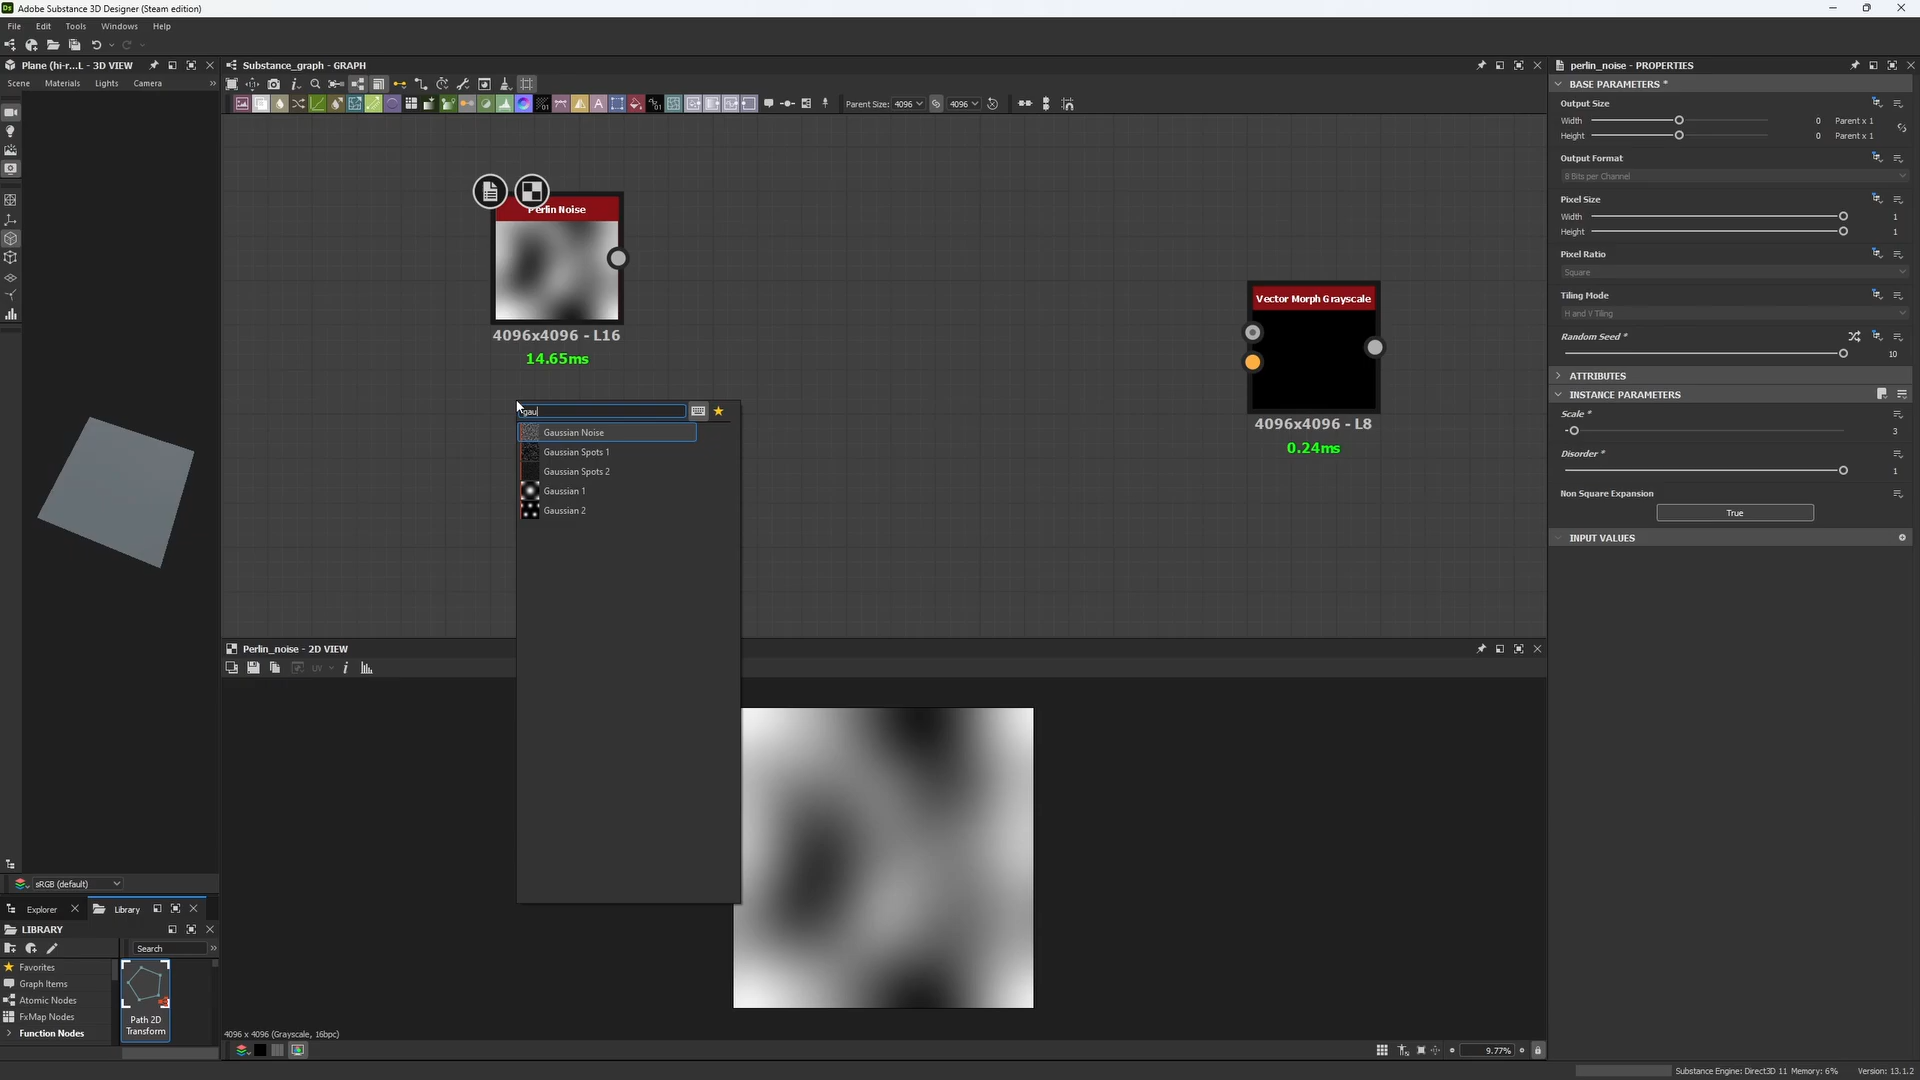 Adobe Substance 3D Designer (Steam edition)
File Edit Tools Windows Help
Plane (hi-r...L - 3D VIEW
Scene Materials Lights Camera »
Substance_graph - GRAPH
Parent Size: 4096 4096
Perlin Noise
4096x4096 - L16
14.65ms
gau
Gaussian Noise
Gaussian Spots 1
Gaussian Spots 2
Gaussian 1
Gaussian 2
Vector Morph Grayscale
4096x4096 - L8
0.24ms
Perlin_noise - 2D VIEW
UV
4096 x 4096 (Grayscale, 16bpc)
9.77%
sRGB (default)
Explorer Library
LIBRARY
Search »
Favorites
Graph Items
Atomic Nodes
FxMap Nodes
Function Nodes
Path 2D
Transform
perlin_noise - PROPERTIES
BASE PARAMETERS *
Output Size
Width 0 Parent x 1
Height 0 Parent x 1
Output Format
8 Bits per Channel
Pixel Size
Width 1
Height 1
Pixel Ratio
Square
Tiling Mode
H and V Tiling
Random Seed *
10
ATTRIBUTES
INSTANCE PARAMETERS
Scale *
3
Disorder *
1
Non Square Expansion
True
INPUT VALUES
Substance Engine: Direct3D 11 Memory: 6% Version: 13.1.2